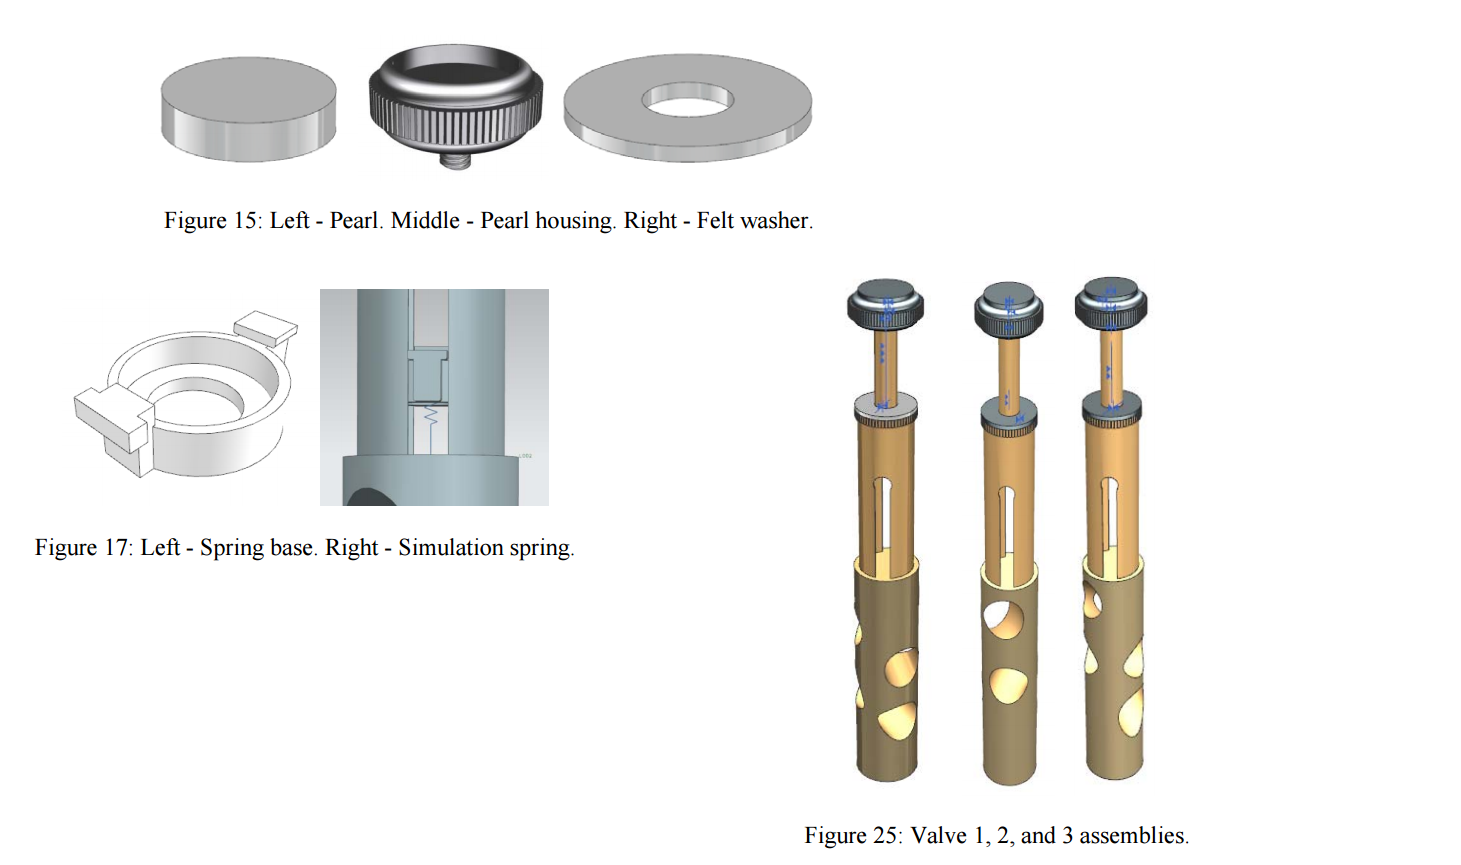 Figure 15: Left - Pearl. Middle - Pearl housing. Right - Felt washer.
Figure 17: Left - Spring base. Right - Simulation spring.
Figure 25: Valve 1, 2, and 3 assemblies.